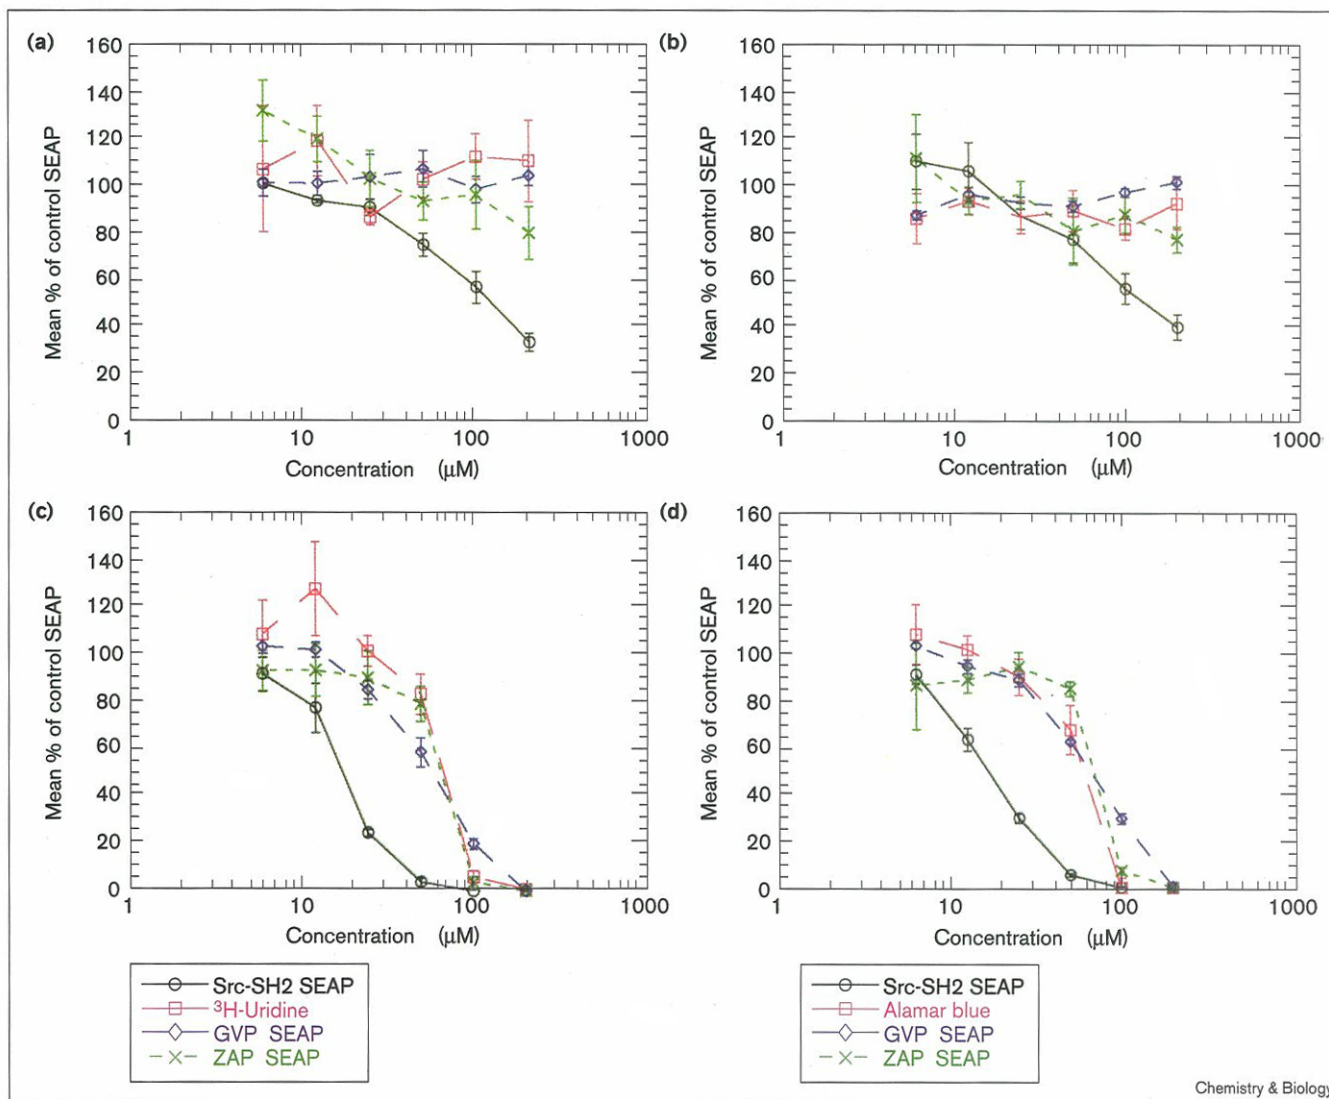 (a)
160
140
120
100
80
60
40
20
0
Mean % of control SEAP
1
10
100
1000
Concentration (μM)
(b)
160
140
120
100
80
60
40
20
0
Mean % of control SEAP
1
10
100
1000
Concentration (μM)
(c)
160
140
120
100
80
60
40
20
0
Mean % of control SEAP
1
10
100
1000
Concentration (μM)
(d)
160
140
120
100
80
60
40
20
0
Mean % of control SEAP
1
10
100
1000
Concentration (μM)
Src-SH2 SEAP
³H-Uridine
GVP SEAP
ZAP SEAP
Src-SH2 SEAP
Alamar blue
GVP SEAP
ZAP SEAP
Chemistry & Biology